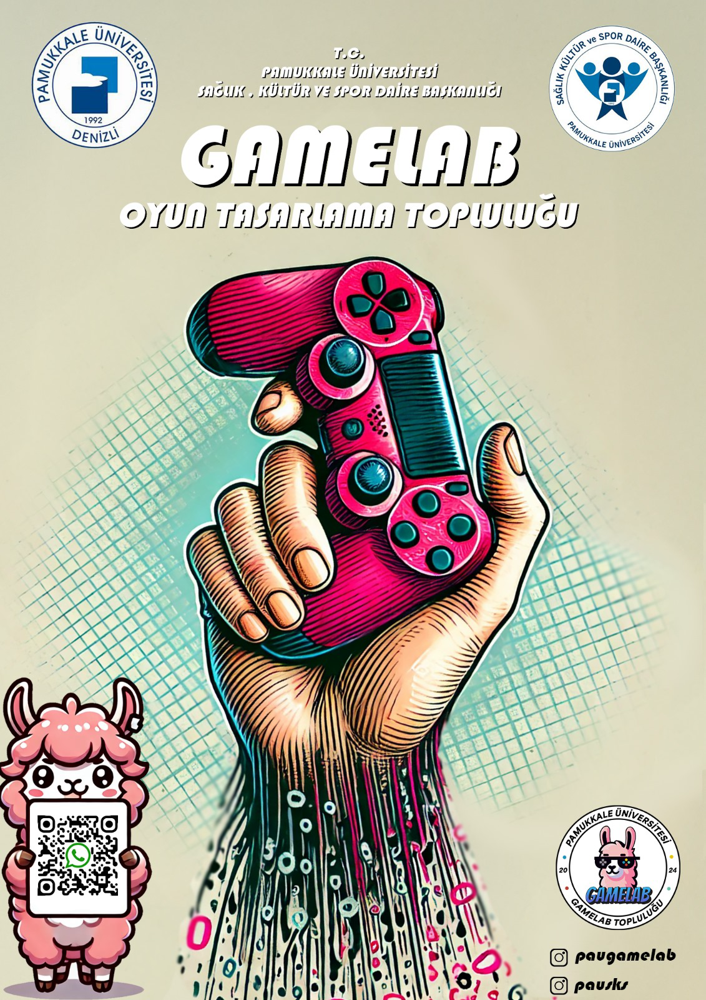 PAMUKKALE ÜNİVERSİTESİ
1992
DENİZLİ
T.C.
PAMUKKALE ÜNİVERSİTESİ
SAĞLIK , KÜLTÜR VE SPOR DAİRE BAŞKANLIĞI
SAĞLIK KÜLTÜR ve SPOR DAİRE BAŞKANLIĞI
1992
PAMUKKALE ÜNİVERSİTESİ
GAMELAB
OYUN TASARLAMA TOPLULUĞU
PAMUKKALE ÜNİVERSİTESİ
20 24
GAMELAB
GAMELAB TOPLULUĞU
paugamelab
pausks